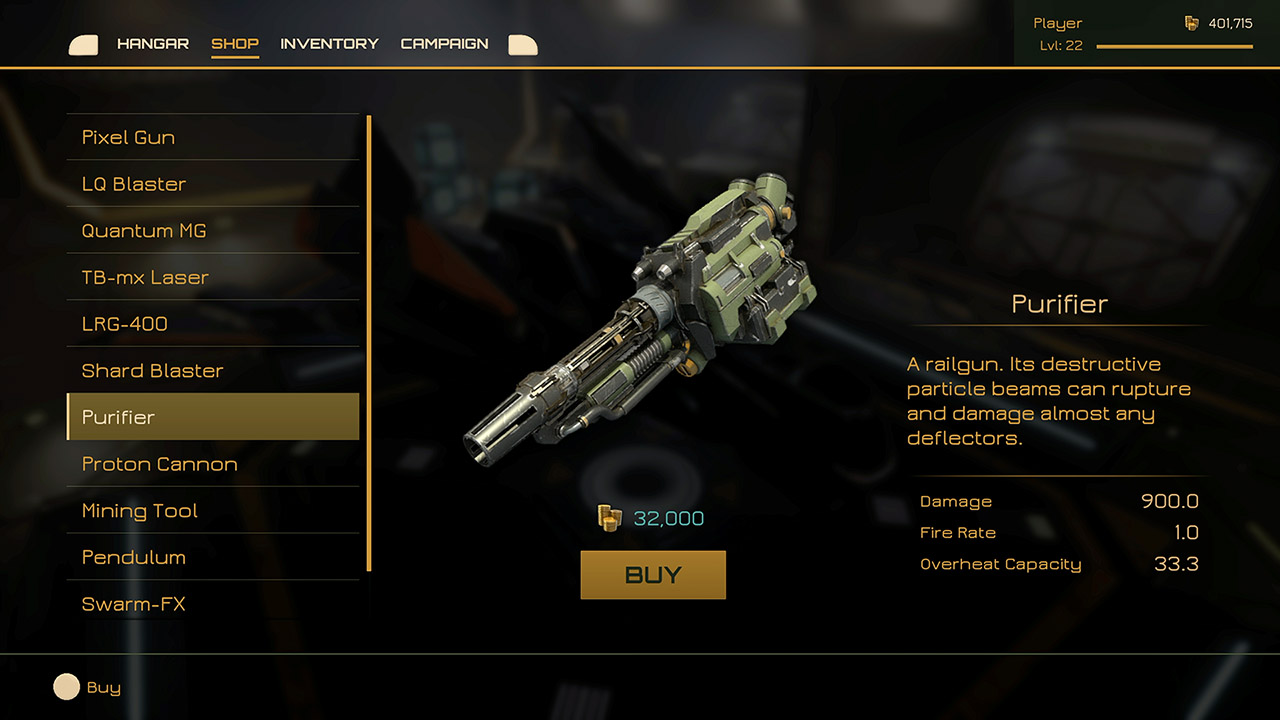 HANGAR SHOP INVENTORY CAMPAIGN
Player 401,715
Lvl: 22
Pixel Gun
LQ Blaster
Quantum MG
TB-mx Laser
LRG-400
Shard Blaster
Purifier
Proton Cannon
Mining Tool
Pendulum
Swarm-FX
32,000
BUY
Purifier
A railgun. Its destructive
particle beams can rupture
and damage almost any
deflectors.
Damage 900.0
Fire Rate 1.0
Overheat Capacity 33.3
Buy